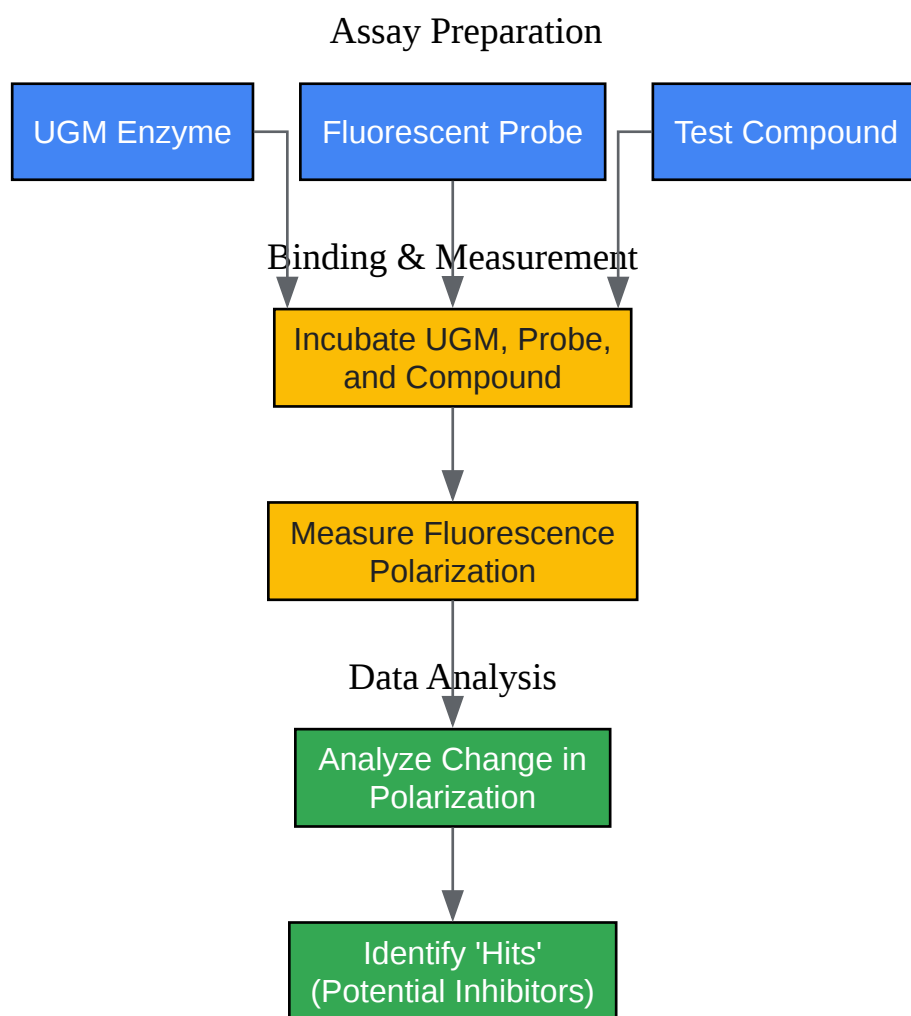 Assay Preparation
UGM Enzyme
Fluorescent Probe
Test Compound
Binding & Measurement
Incubate UGM, Probe,
and Compound
Measure Fluorescence
Polarization
Data Analysis
Analyze Change in
Polarization
Identify 'Hits'
(Potential Inhibitors)